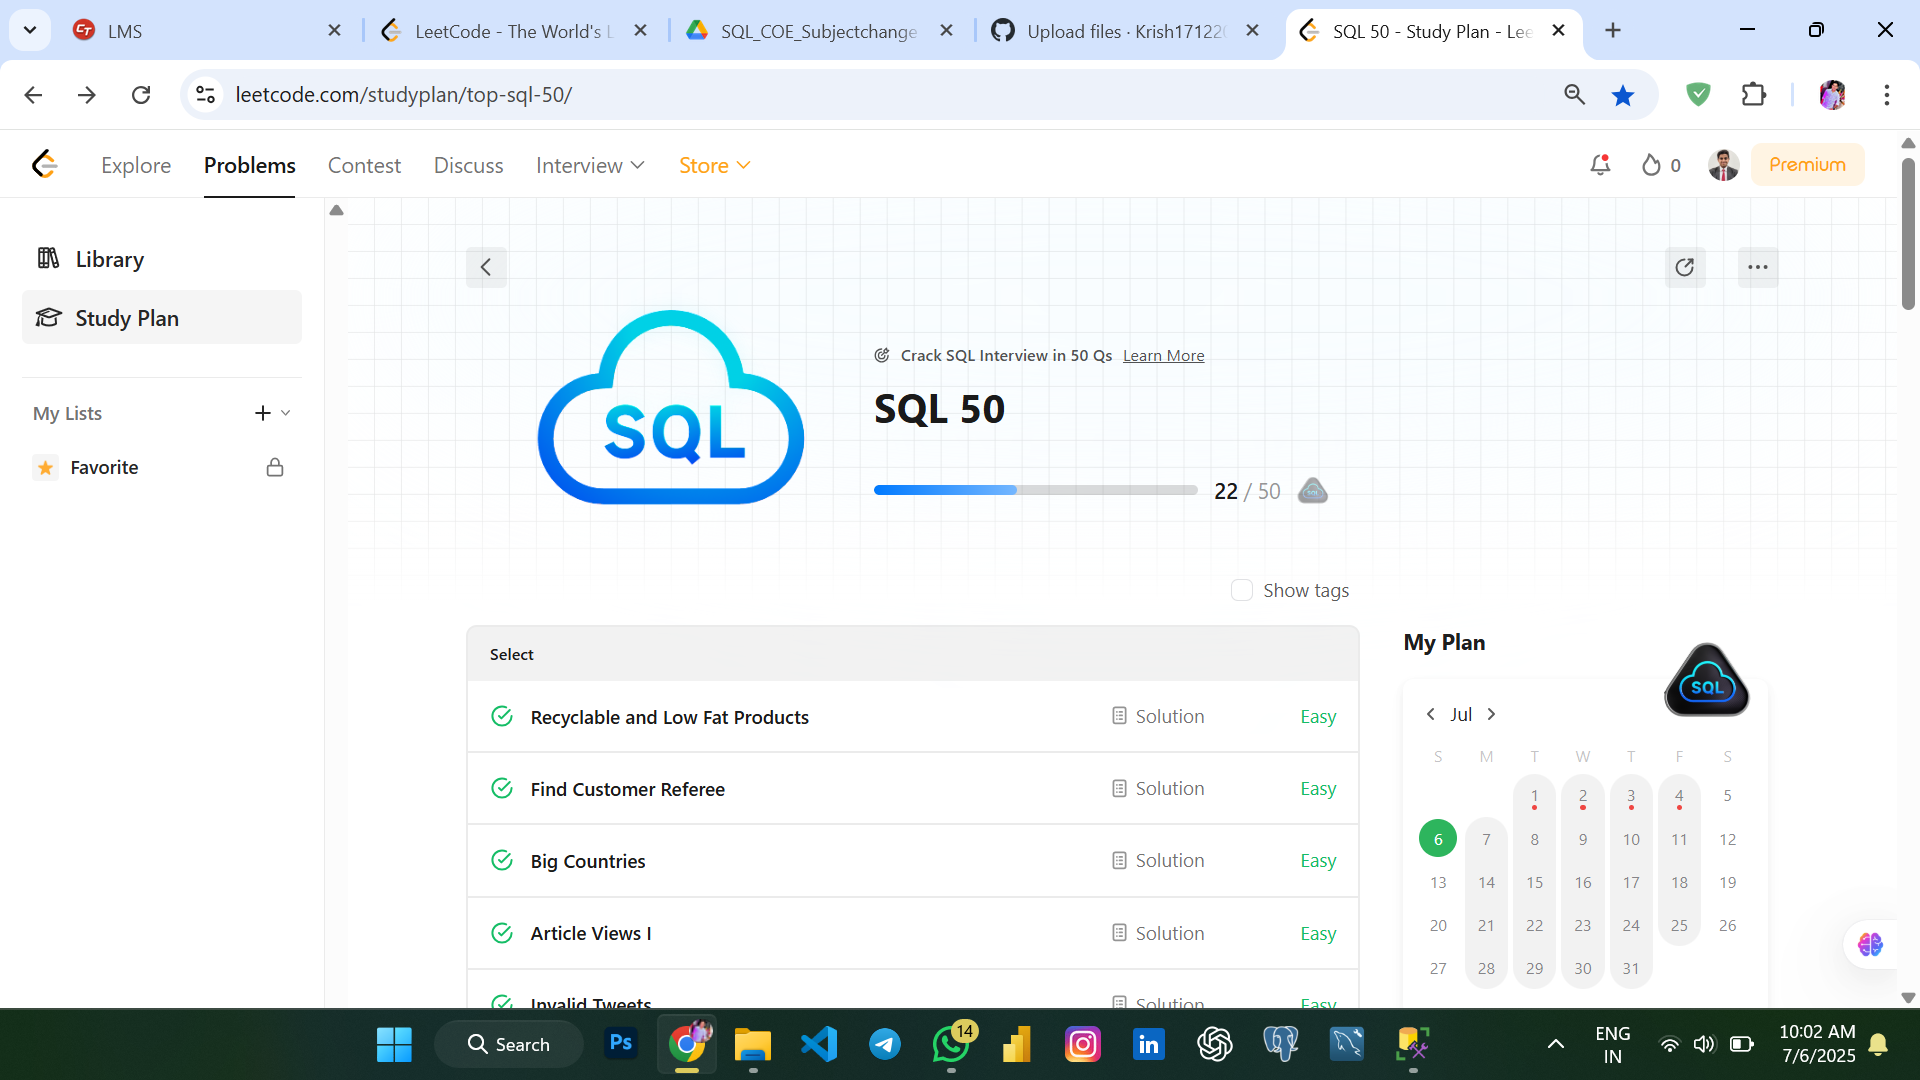 LMS
LeetCode - The World's L
SQL_COE_Subjectchange
Upload files · Krish17122
SQL 50 - Study Plan - Lee
leetcode.com/studyplan/top-sql-50/
Explore
Problems
Contest
Discuss
Interview
Store
0
Premium
Library
Study Plan
My Lists
Favorite
SQL
Crack SQL Interview in 50 Qs Learn More
SQL 50
22 / 50
Show tags
Select
Recyclable and Low Fat Products Solution Easy
Find Customer Referee Solution Easy
Big Countries Solution Easy
Article Views I Solution Easy
Invalid Tweets Solution Easy
My Plan
SQL
Jul
S M T W T F S
1 2 3 4 5
6 7 8 9 10 11 12
13 14 15 16 17 18 19
20 21 22 23 24 25 26
27 28 29 30 31
Search
Ps
14
in
ENG
IN
10:02 AM
7/6/2025